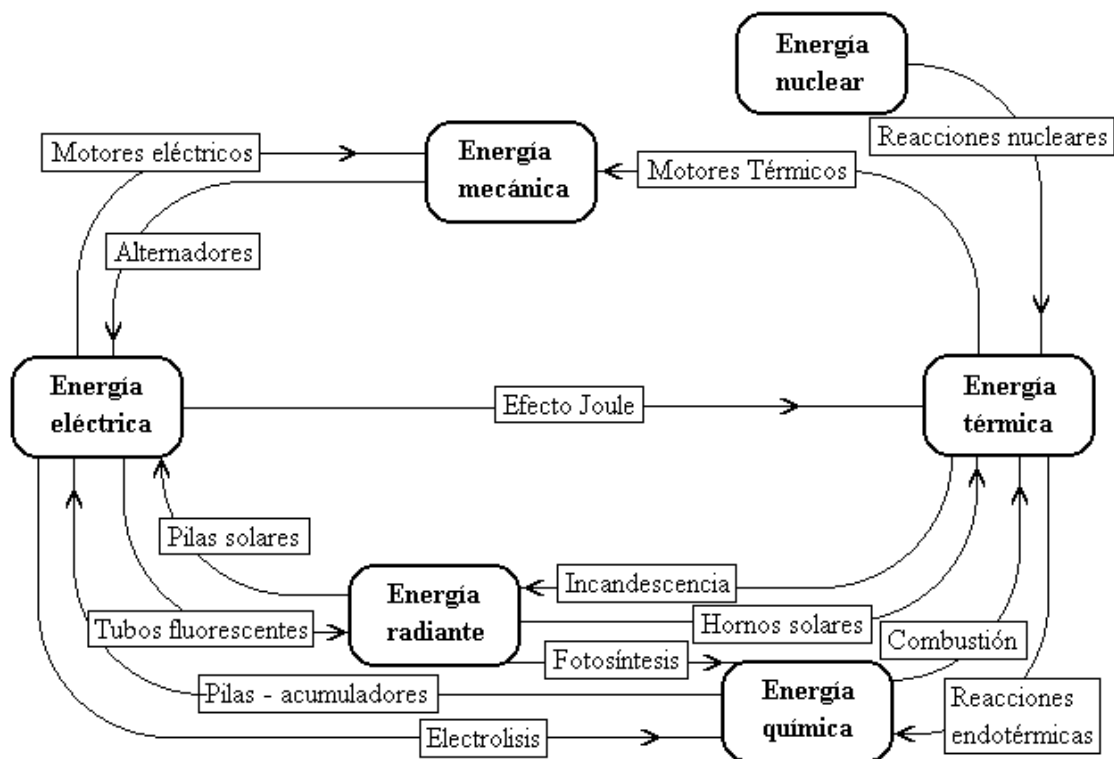 Energía
nuclear
Reacciones nucleares
Motores eléctricos
Energía
mecánica
Motores Térmicos
Alternadores
Energía
eléctrica
Efecto Joule
Energía
térmica
Pilas solares
Incandescencia
Energía
radiante
Tubos fluorescentes
Hornos solares
Combustión
Fotosíntesis
Pilas - acumuladores
Energía
química
Reacciones
endotérmicas
Electrolisis